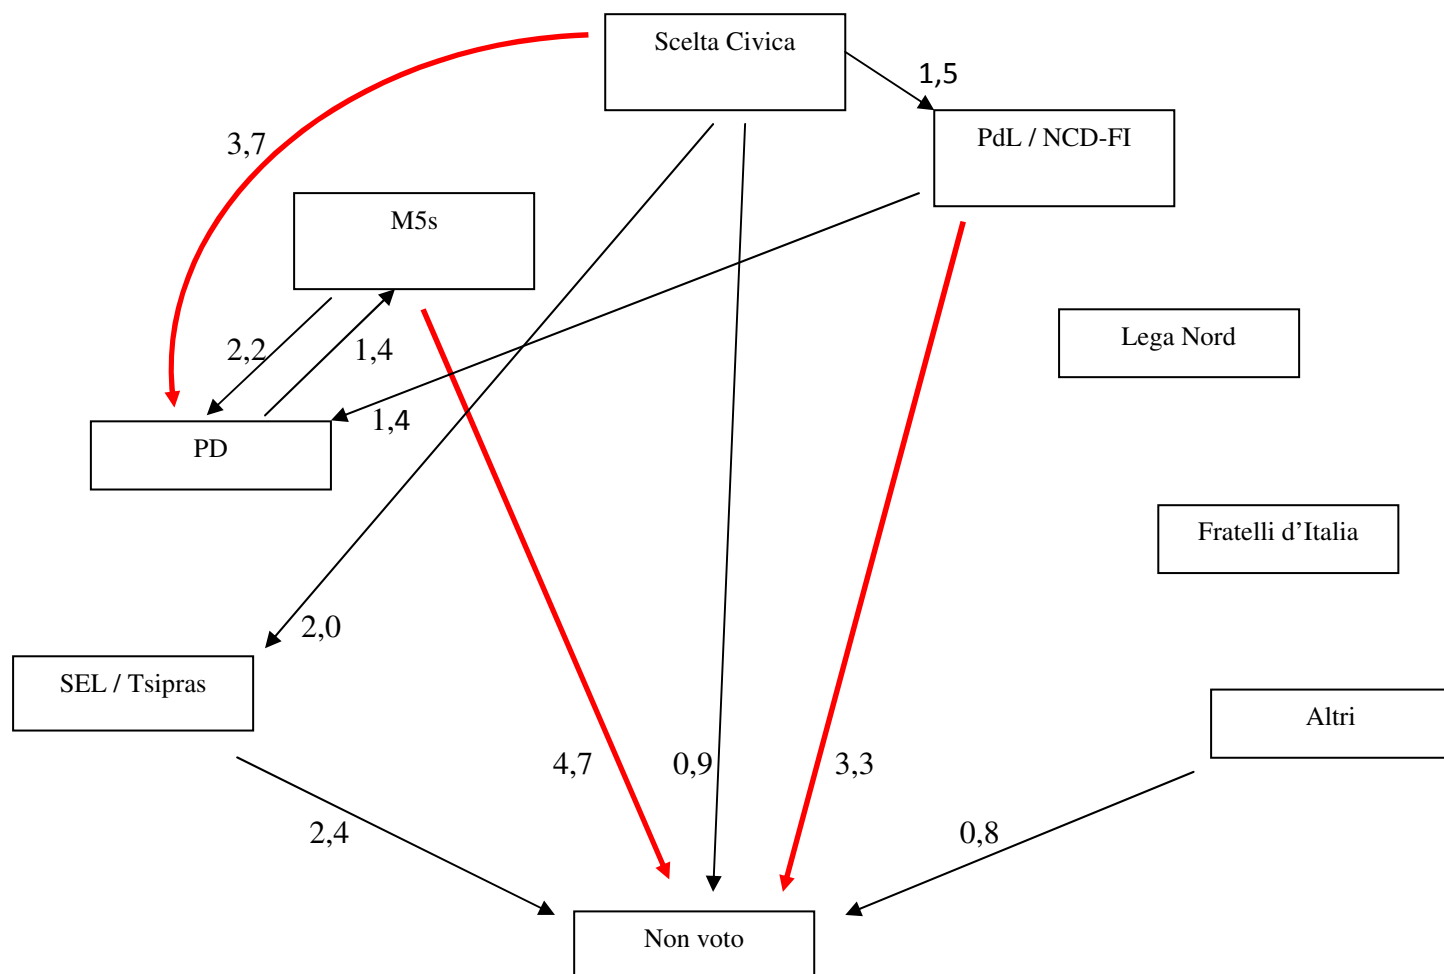 Scelta Civica
1,5
PdL / NCD-FI
3,7
M5s
Lega Nord
2,2
1,4
1,4
PD
Fratelli d’Italia
2,0
SEL / Tsipras
Altri
4,7
0,9
3,3
2,4
0,8
Non voto